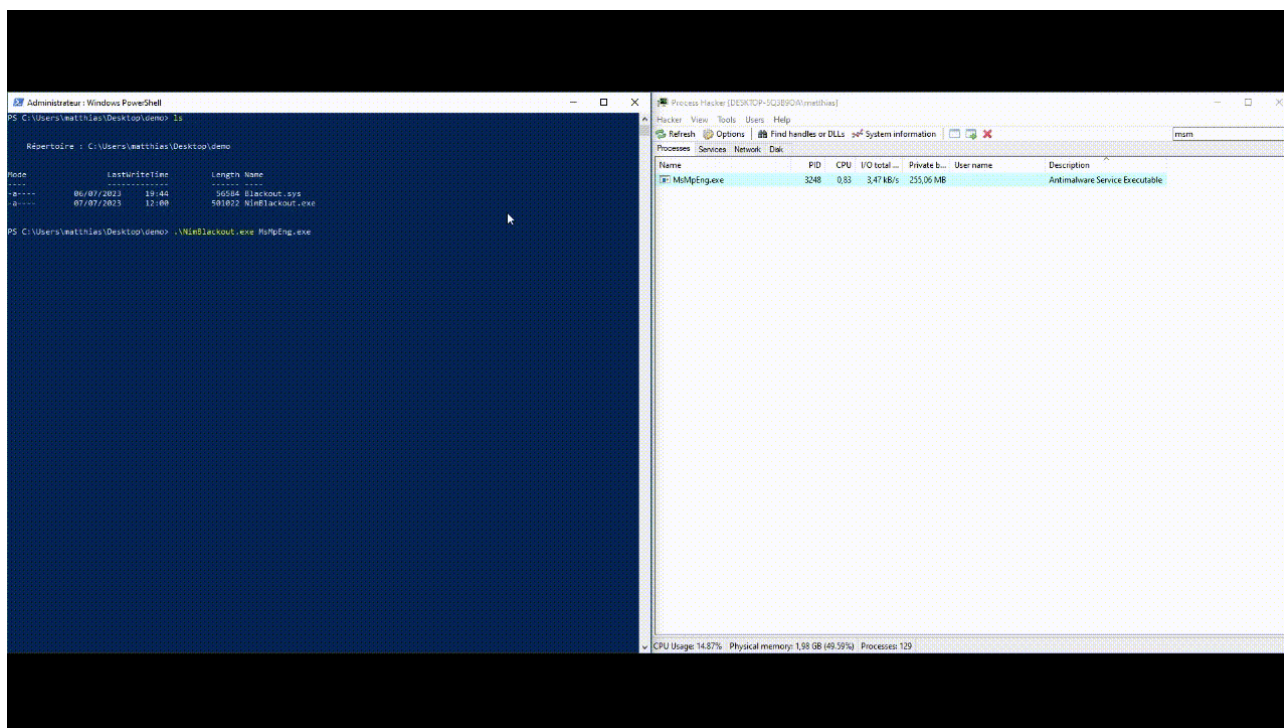 Administrateur : Windows PowerShell
PS C:\Users\matthias\Desktop\demo> ls
Répertoire : C:\Users\matthias\Desktop\demo
Mode LastWriteTime Length Name
---- ------------- ------ ----
-a---- 06/07/2023 19:44 56584 Blackout.sys
-a---- 07/07/2023 12:00 501022 NimBlackout.exe
PS C:\Users\matthias\Desktop\demo> .\NimBlackout.exe MsMpEng.exe
Process Hacker [DESKTOP-5Q3B9OA\matthias]
Hacker View Tools Users Help
Refresh Options Find handles or DLLs System information msm
Processes Services Network Disk
Name PID CPU I/O total ... Private b... User name Description
MsMpEng.exe 3248 0,83 3,47 kB/s 255,06 MB Antimalware Service Executable
CPU Usage: 14.87% Physical memory: 1,98 GB (49.59%) Processes: 129